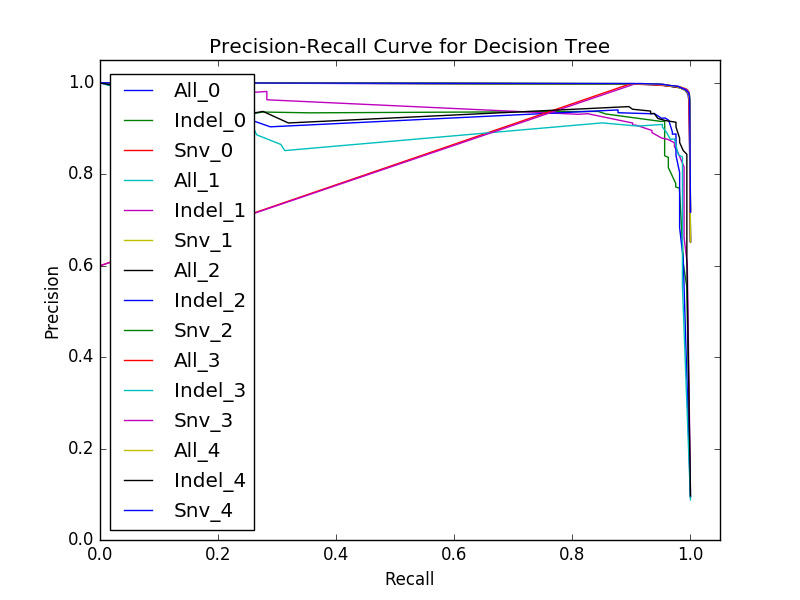 Precision-Recall Curve for Decision Tree
1.0
0.8
0.6
0.4
0.2
0.0
Precision
All_0
Indel_0
Snv_0
All_1
Indel_1
Snv_1
All_2
Indel_2
Snv_2
All_3
Indel_3
Snv_3
All_4
Indel_4
Snv_4
0.0 0.2 0.4 0.6 0.8 1.0
Recall